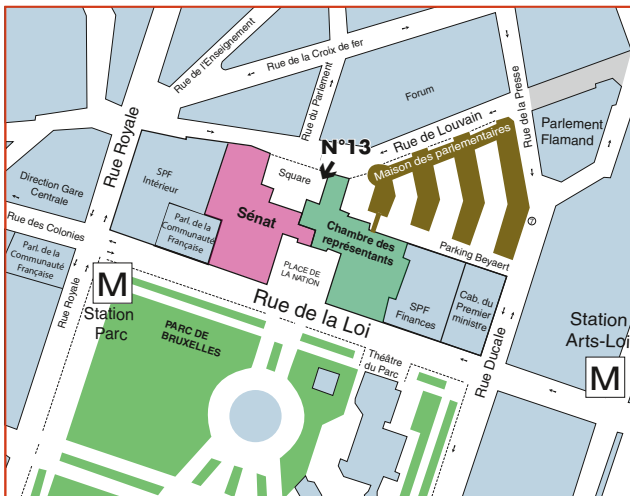 Rue de l'Enseignement
Rue de la Croix de fer
Rue du Parlement
Forum
Rue de la Presse
Rue Royale
N°13
Rue de Louvain
Maison des parlementaires
Parlement
Flamand
Direction Gare
Centrale
SPF
Intérieur
Square
Sénat
Chambre des
représentants
Rue des Colonies
Parl. de la
Communauté
Française
Parl. de la
Communauté
Française
PLACE DE
LA NATION
Parking Beyaert
Rue Royale
M
Station
Parc
Rue de la Loi
SPF
Finances
Cab. du
Premier
ministre
Station
Arts-Loi
M
PARC DE
BRUXELLES
Théâtre
du Parc
Rue Ducale